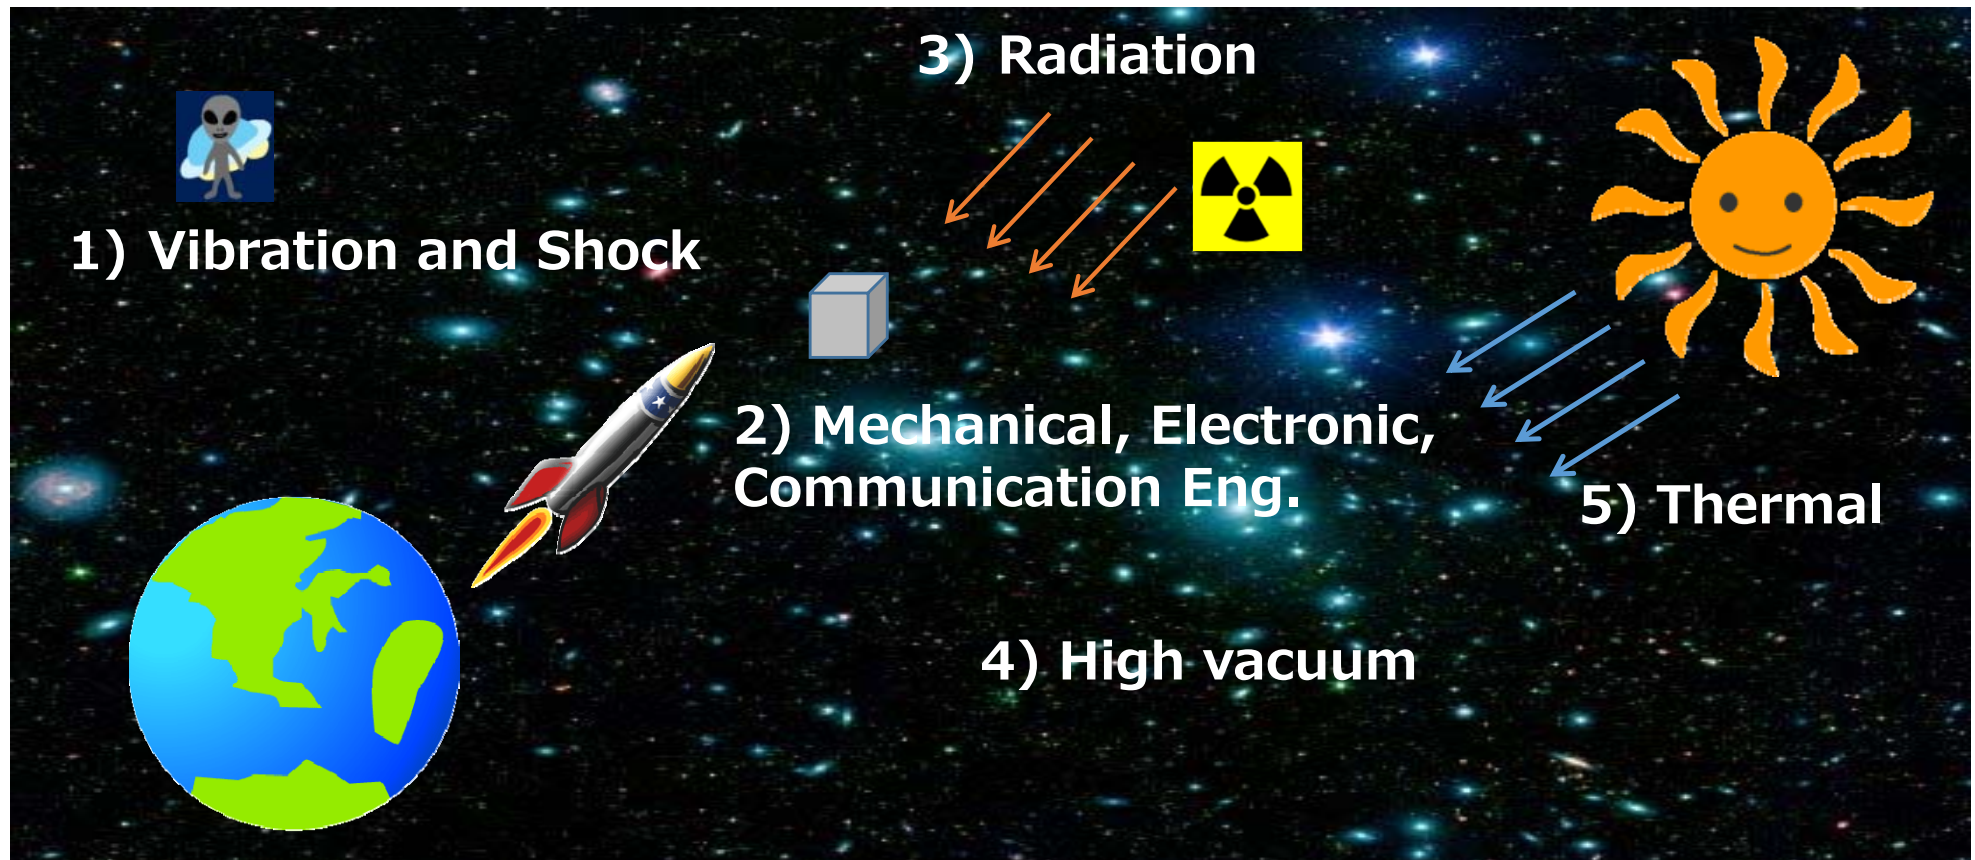 1) Vibration and Shock
2) Mechanical, Electronic,
Communication Eng.
3) Radiation
4) High vacuum
5) Thermal